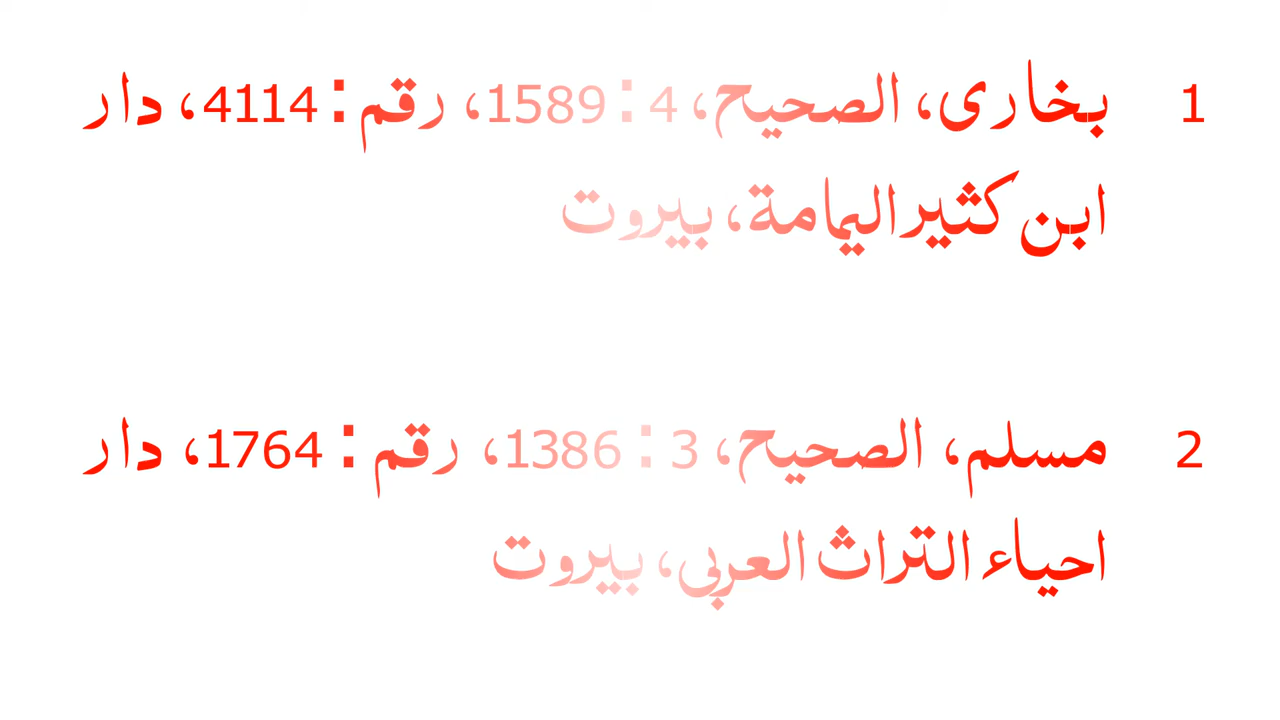 1 بخاری، الصحیح، 4 : 1589، رقم : 4114، دار
ابن کثیر الیمامة، بیروت
2 مسلم، الصحیح، 3 : 1386، رقم : 1764، دار
احیاء التراث العربی، بیروت